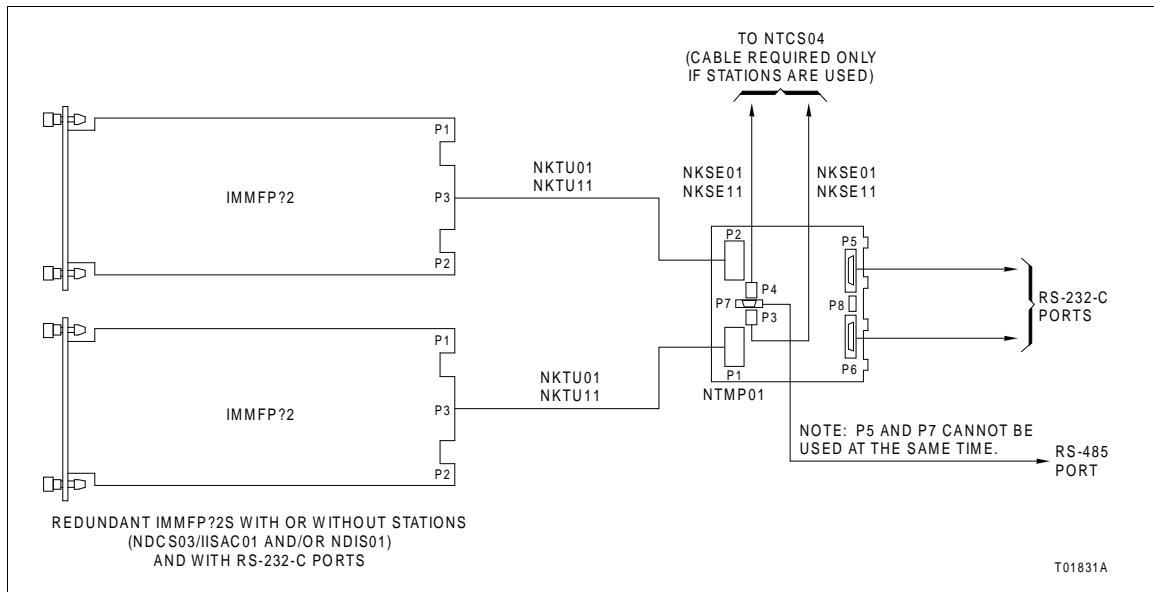 TO NTCS04
(CABLE REQUIRED ONLY
IF STATIONS ARE USED)
P1
IMMFP?2
P3
P2
NKTU01
NKTU11
NKSE01
NKSE11
NKSE01
NKSE11
P2
P5
P4
P7
P8
P3
P1
P6
NTMP01
RS-232-C
PORTS
P1
IMMFP?2
P3
P2
NKTU01
NKTU11
NOTE: P5 AND P7 CANNOT BE
USED AT THE SAME TIME.
RS-485
PORT
REDUNDANT IMMFP?2S WITH OR WITHOUT STATIONS
(NDCS03/IISAC01 AND/OR NDIS01)
AND WITH RS-232-C PORTS
T01831A